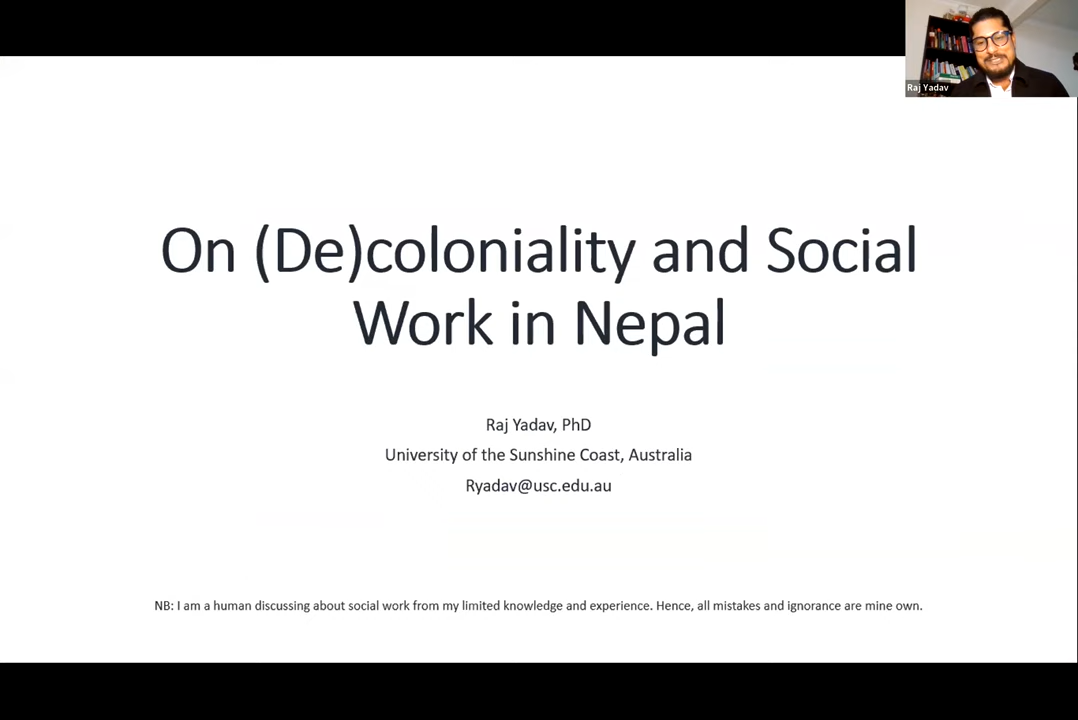 Raj Yadav
On (De)coloniality and Social
Work in Nepal
Raj Yadav, PhD
University of the Sunshine Coast, Australia
Ryadav@usc.edu.au
NB: I am a human discussing about social work from my limited knowledge and experience. Hence, all mistakes and ignorance are mine own.